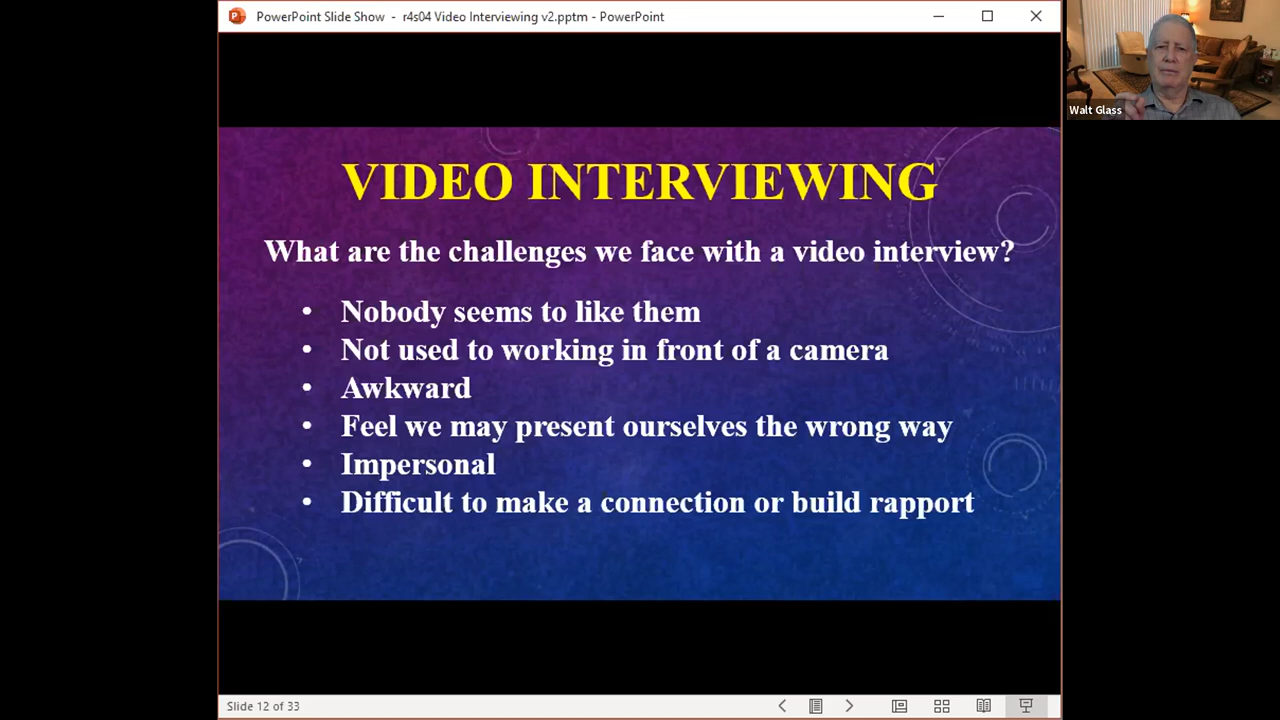 PowerPoint Slide Show - r4s04 Video Interviewing v2.pptm - PowerPoint
Walt Glass
VIDEO INTERVIEWING
What are the challenges we face with a video interview?
• Nobody seems to like them
• Not used to working in front of a camera
• Awkward
• Feel we may present ourselves the wrong way
• Impersonal
• Difficult to make a connection or build rapport
Slide 12 of 33